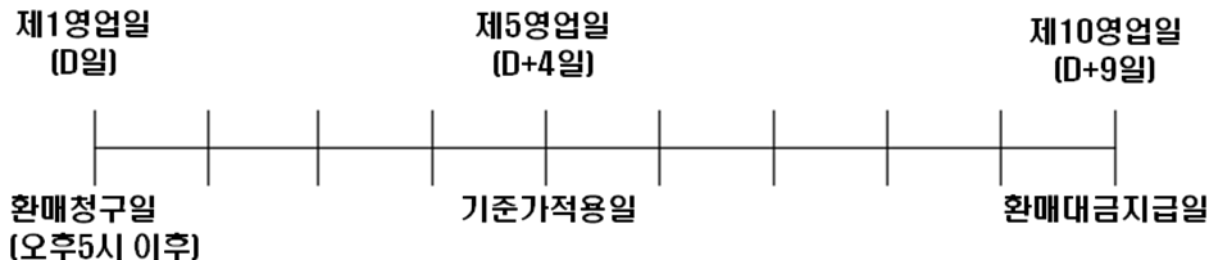 제1영업일
(D일)
제5영업일
(D+4일)
제10영업일
(D+9일)
환매청구일
(오후5시 이후)
기준가적용일
환매대금지급일